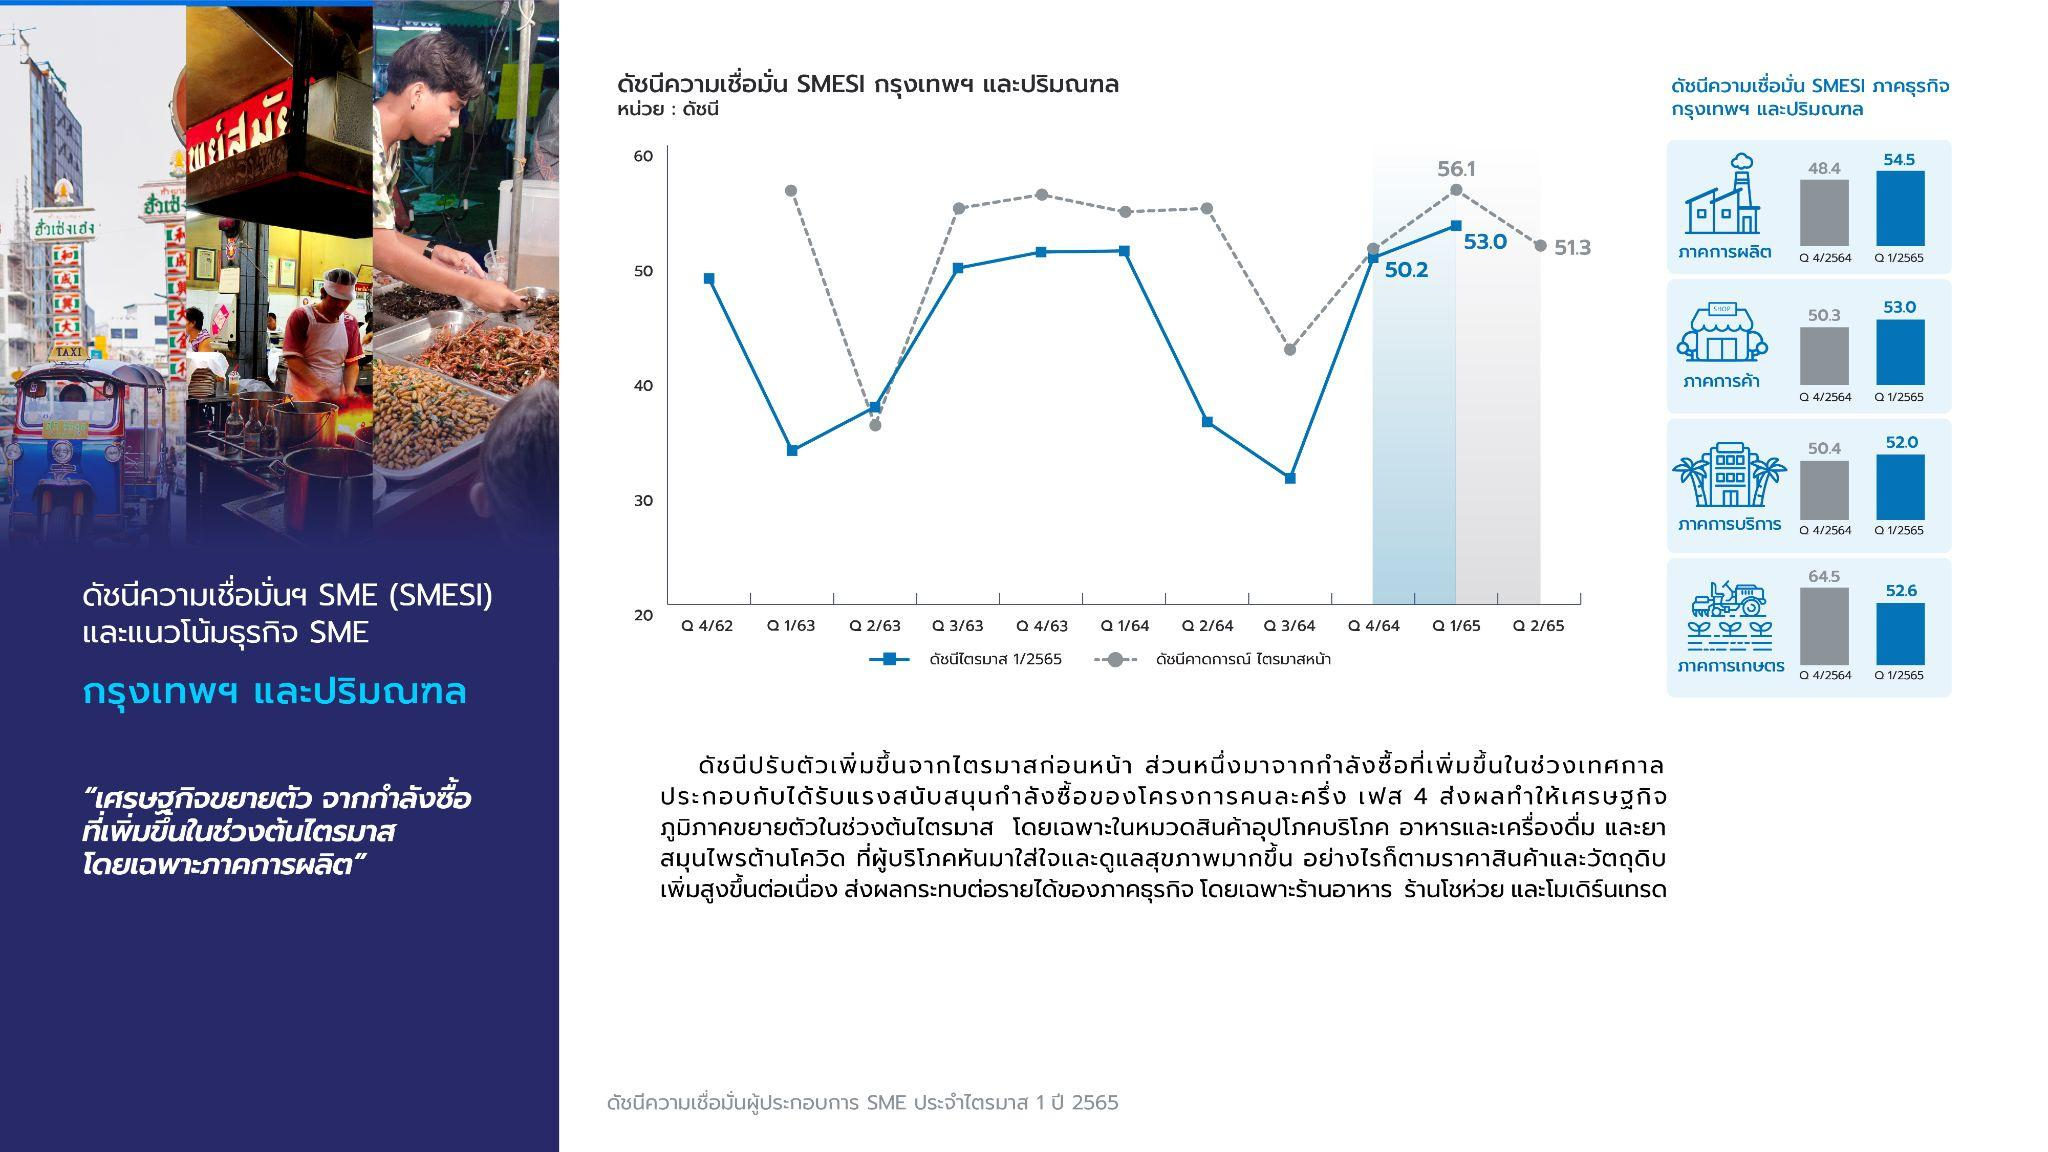 ฮั่วเซ่งเฮง
TAXI
ดัชนีความเชื่อมั่นฯ SME (SMESI)
และแนวโน้มธุรกิจ SME
กรุงเทพฯ และปริมณฑล
“เศรษฐกิจขยายตัว จากกำลังซื้อ
ที่เพิ่มขึ้นในช่วงต้นไตรมาส
โดยเฉพาะภาคการผลิต”
ดัชนีความเชื่อมั่น SMESI กรุงเทพฯ และปริมณฑล
หน่วย : ดัชนี
60
50
40
30
20
56.1
53.0
50.2
51.3
Q 4/62 Q 1/63 Q 2/63 Q 3/63 Q 4/63 Q 1/64 Q 2/64 Q 3/64 Q 4/64 Q 1/65 Q 2/65
ดัชนีไตรมาส 1/2565 ดัชนีคาดการณ์ ไตรมาสหน้า
ดัชนีความเชื่อมั่น SMESI ภาคธุรกิจ
กรุงเทพฯ และปริมณฑล
48.4 54.5
ภาคการผลิต
Q 4/2564 Q 1/2565
SHOP
50.3 53.0
ภาคการค้า
Q 4/2564 Q 1/2565
50.4 52.0
ภาคการบริการ
Q 4/2564 Q 1/2565
64.5 52.6
ภาคการเกษตร
Q 4/2564 Q 1/2565
ดัชนีปรับตัวเพิ่มขึ้นจากไตรมาสก่อนหน้า ส่วนหนึ่งมาจากกำลังซื้อที่เพิ่มขึ้นในช่วงเทศกาล
ประกอบกับได้รับแรงสนับสนุนกำลังซื้อของโครงการคนละครึ่ง เฟส 4 ส่งผลทำให้เศรษฐกิจ
ภูมิภาคขยายตัวในช่วงต้นไตรมาส โดยเฉพาะในหมวดสินค้าอุปโภคบริโภค อาหารและเครื่องดื่ม และยา
สมุนไพรต้านโควิด ที่ผู้บริโภคหันมาใส่ใจและดูแลสุขภาพมากขึ้น อย่างไรก็ตามราคาสินค้าและวัตถุดิบ
เพิ่มสูงขึ้นต่อเนื่อง ส่งผลกระทบต่อรายได้ของภาคธุรกิจ โดยเฉพาะร้านอาหาร ร้านโชห่วย และโมเดิร์นเทรด
ดัชนีความเชื่อมั่นผู้ประกอบการ SME ประจำไตรมาส 1 ปี 2565